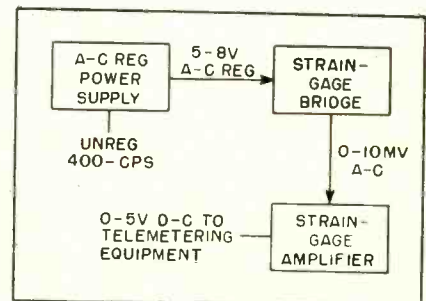 A-C REG
POWER
SUPPLY
5-8V
A-C REG
STRAIN-
GAGE
BRIDGE
UNREG
400-CPS
0-10MV
A-C
0-5V D-C TO
TELEMETERING
EQUIPMENT
STRAIN-
GAGE
AMPLIFIER